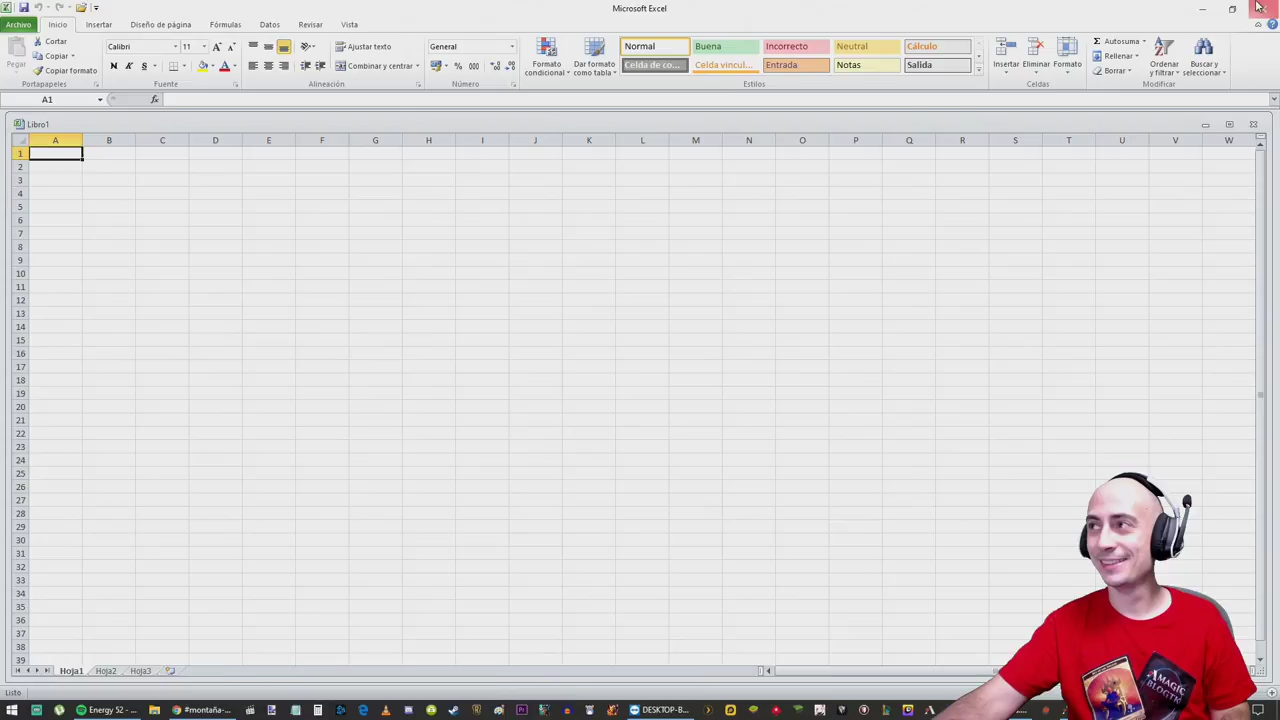 Microsoft Excel
Archivo Inicio Insertar Diseño de página Fórmulas Datos Revisar Vista
Pegar
Cortar
Copiar
Copiar formato
Portapapeles
Calibri 11
N K S
Fuente
Ajustar texto
Combinar y centrar
Alineación
General
% 000
Número
Formato condicional
Dar formato como tabla
Normal Buena Incorrecto Neutral Cálculo
Celda de co... Celda vincul... Entrada Notas Salida
Estilos
Insertar Eliminar Formato
Celdas
Autosuma
Rellenar
Borrar
Ordenar y filtrar
Buscar y seleccionar
Modificar
A1 fx
Libro1
A B C D E F G H I J K L M N O P Q R S T U V W
1
2
3
4
5
6
7
8
9
10
11
12
13
14
15
16
17
18
19
20
21
22
23
24
25
26
27
28
29
30
31
32
33
34
35
36
37
38
39
Hoja1 Hoja2 Hoja3
Listo
Energy 52 - ... #montaña-... DESKTOP-B...
AMAGIC